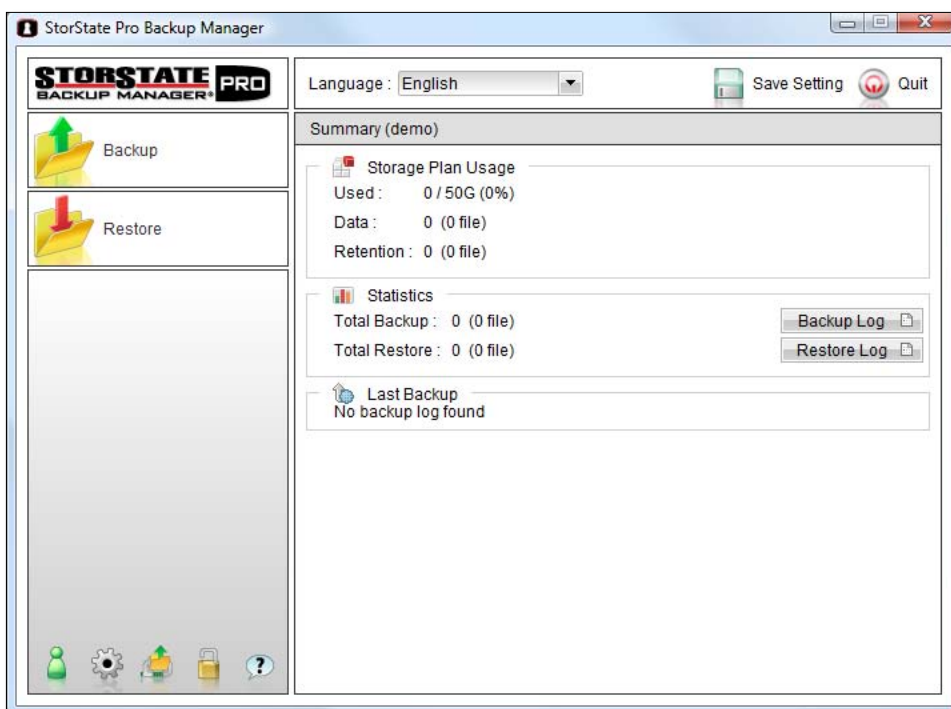 StorState Pro Backup Manager
STORSTATE PRO
BACKUP MANAGER®
Language : English
Save Setting
Quit
Backup
Restore
Summary (demo)
Storage Plan Usage
Used : 0 / 50G (0%)
Data : 0 (0 file)
Retention : 0 (0 file)
Statistics
Total Backup : 0 (0 file)
Backup Log
Total Restore : 0 (0 file)
Restore Log
Last Backup
No backup log found
?